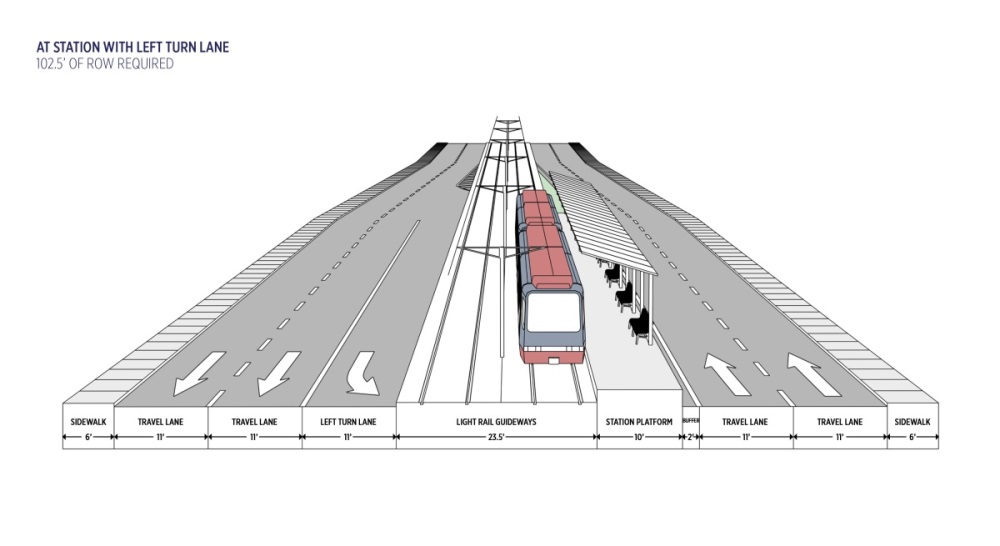 AT STATION WITH LEFT TURN LANE
102.5' OF ROW REQUIRED
SIDEWALK TRAVEL LANE TRAVEL LANE LEFT TURN LANE LIGHT RAIL GUIDEWAYS STATION PLATFORM BUFFER TRAVEL LANE TRAVEL LANE SIDEWALK
6' 11' 11' 11' 23.5' 10' 2' 11' 11' 6'